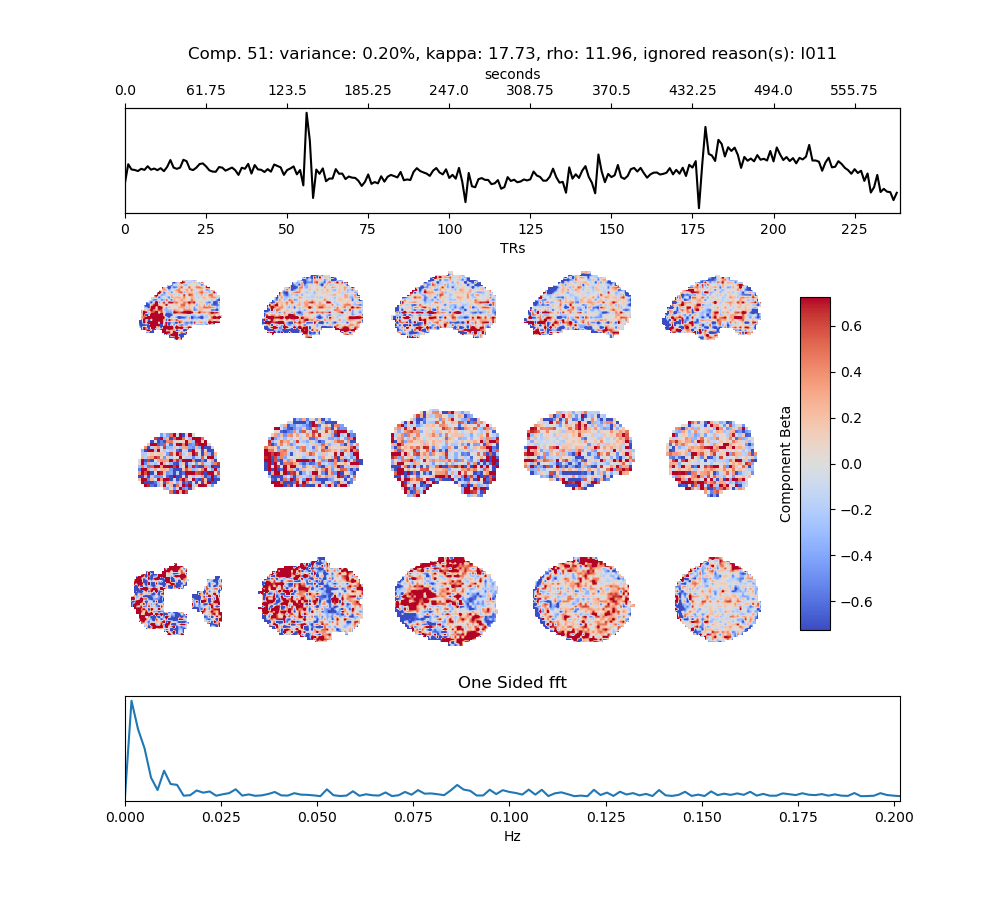 Comp. 51: variance: 0.20%, kappa: 17.73, rho: 11.96, ignored reason(s): I011
seconds
0.0 61.75 123.5 185.25 247.0 308.75 370.5 432.25 494.0 555.75
0 25 50 75 100 125 150 175 200 225
TRs
0.6
0.4
0.2
0.0
−0.2
−0.4
−0.6
Component Beta
One Sided fft
0.000 0.025 0.050 0.075 0.100 0.125 0.150 0.175 0.200
Hz